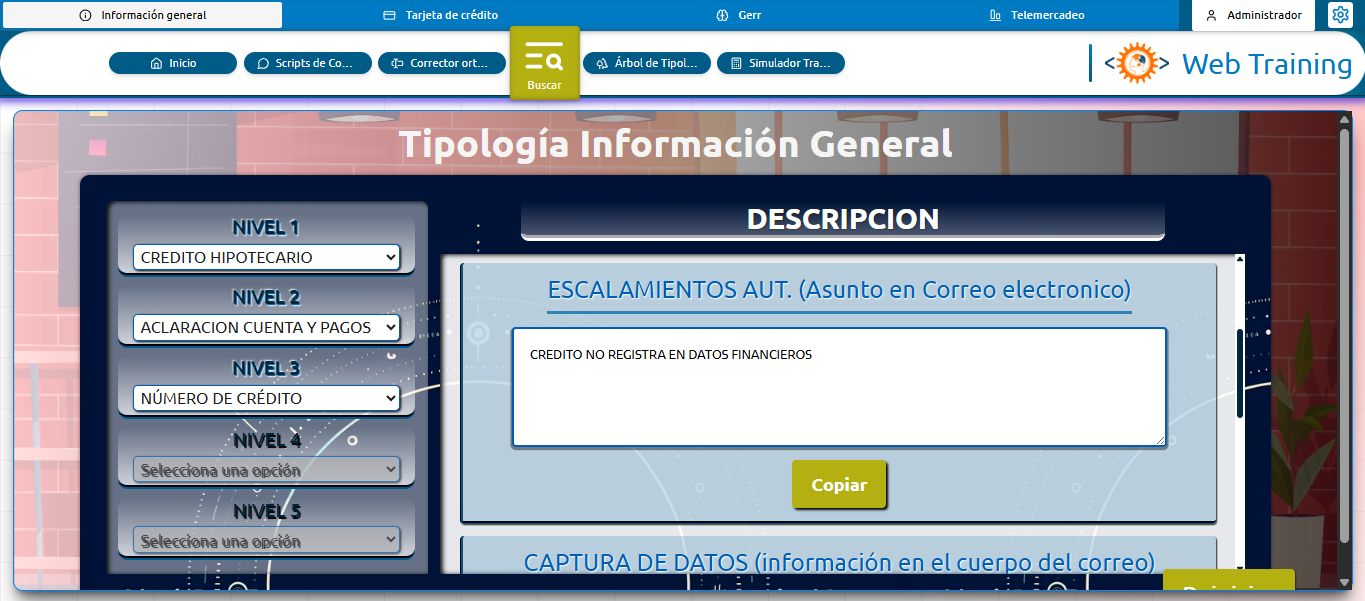 Información general
Tarjeta de crédito
Gerr
Telemercadeo
Administrador
Inicio
Scripts de Co...
Corrector ort...
Buscar
Árbol de Tipol...
Simulador Tra...
< > Web Training
Tipología Información General
NIVEL 1
CREDITO HIPOTECARIO
NIVEL 2
ACLARACION CUENTA Y PAGOS
NIVEL 3
NÚMERO DE CRÉDITO
NIVEL 4
Selecciona una opción
NIVEL 5
Selecciona una opción
DESCRIPCION
ESCALAMIENTOS AUT. (Asunto en Correo electronico)
CREDITO NO REGISTRA EN DATOS FINANCIEROS
Copiar
CAPTURA DE DATOS (información en el cuerpo del correo)